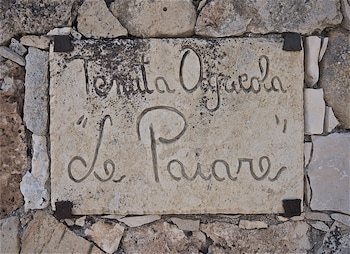 Tenuta Agricola
"Le Paiare"